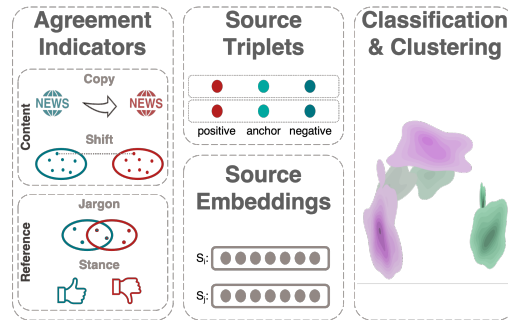 Agreement
Indicators
Content
Copy
NEWS
NEWS
Shift
Reference
Jargon
Stance
Source
Triplets
positive anchor negative
Source
Embeddings
Si:
Sj:
Classification
& Clustering